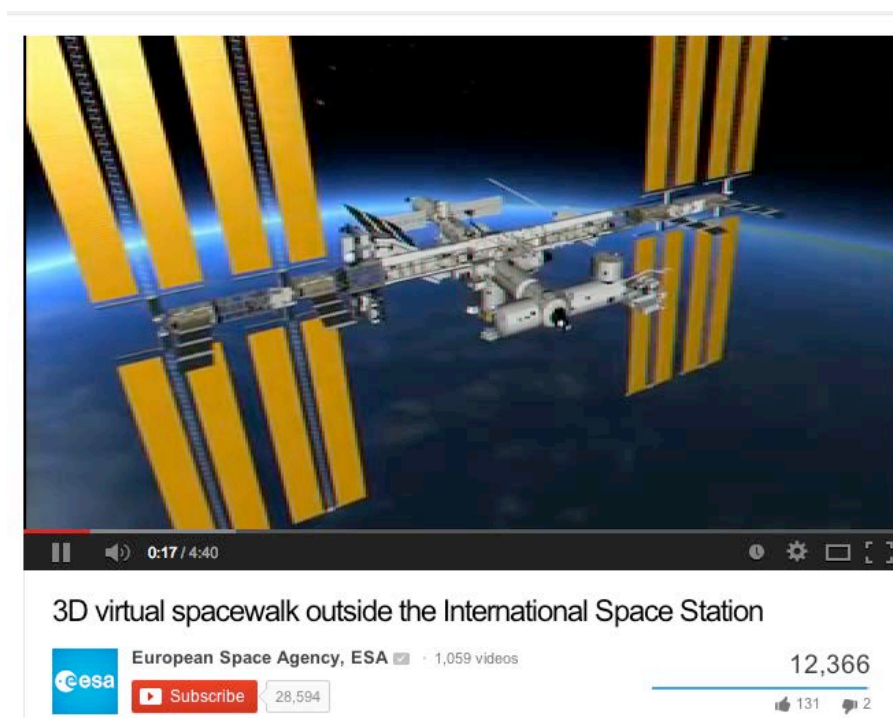 0:17 / 4:40
3D virtual spacewalk outside the International Space Station
esa
European Space Agency, ESA · 1,059 videos
Subscribe 28,594
12,366
131 2